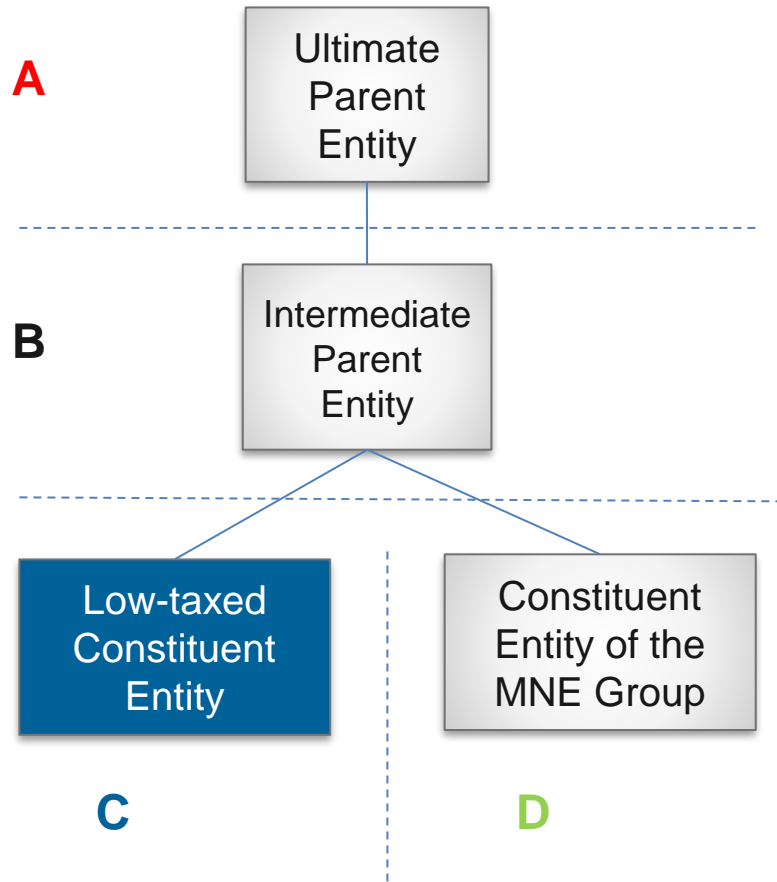 A
Ultimate
Parent
Entity
B
Intermediate
Parent
Entity
Low-taxed
Constituent
Entity
Constituent
Entity of the
MNE Group
C
D